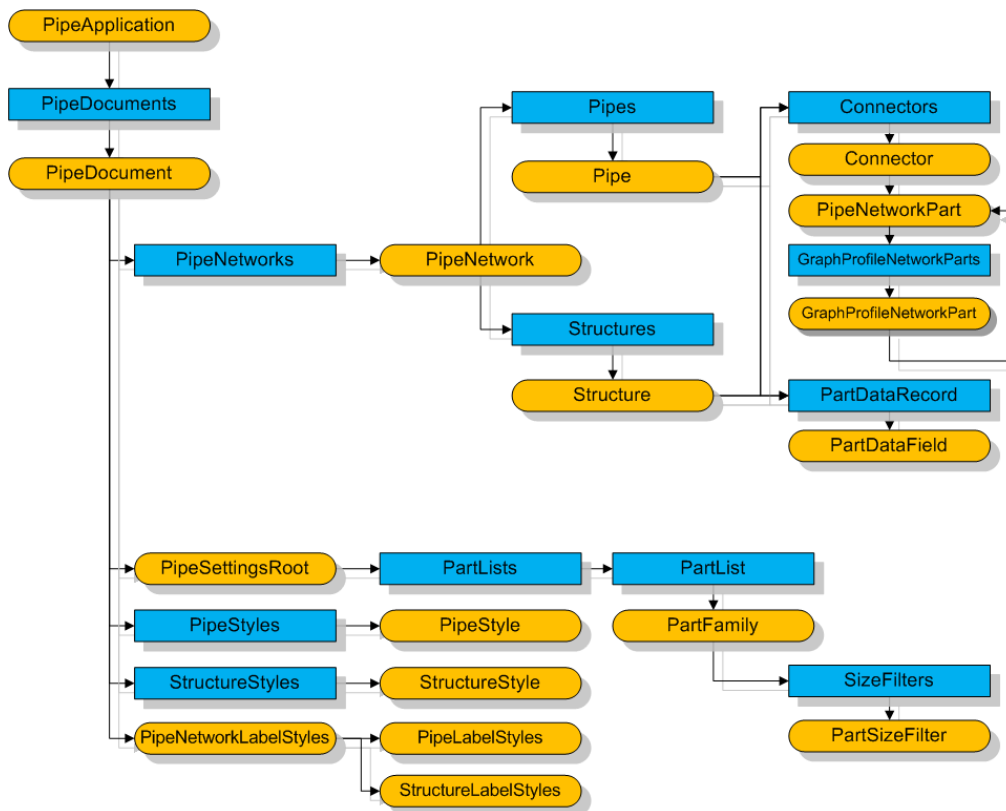 PipeApplication
PipeDocuments
PipeDocument
PipeNetworks
PipeNetwork
Pipes
Pipe
Structures
Structure
Connectors
Connector
PipeNetworkPart
GraphProfileNetworkParts
GraphProfileNetworkPart
PartDataRecord
PartDataField
PipeSettingsRoot
PartLists
PartList
PartFamily
SizeFilters
PartSizeFilter
PipeStyles
PipeStyle
StructureStyles
StructureStyle
PipeNetworkLabelStyles
PipeLabelStyles
StructureLabelStyles